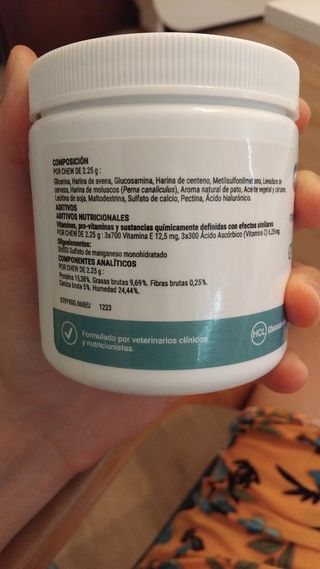 COMPOSICIÓN
POR CHEW DE 2,25 g :
Glicerina, Harina de avena, Glucosamina, Harina de centeno, Metilsulfonilmetano, Levadura de
cerveza, Harina de moluscos (Perna canaliculus), Aroma natural de pato, Aceite vegetal y cártamo,
Lecitina de soja, Maltodextrina, Sulfato de calcio, Pectina, Ácido hialurónico.
ADITIVOS
ADITIVOS NUTRICIONALES
Vitaminas, pro-vitaminas y sustancias químicamente definidas con efectos similares
POR CHEW DE 2,25 g : 3a700 Vitamina E 12,5 mg, 3a300 Ácido Ascórbico (Vitamina C) 6,25 mg.
Oligoelementos:
Sulfato de manganeso monohidratado
COMPONENTES ANALÍTICOS
POR CHEW DE 2,25 g :
Proteína 15,38%. Grasas brutas 9,69%. Fibras brutas 0,25%.
Ceniza bruta 5%. Humedad 24,44%.
1223
Formulado por veterinarios clínicos
y nutricionistas.
HCL